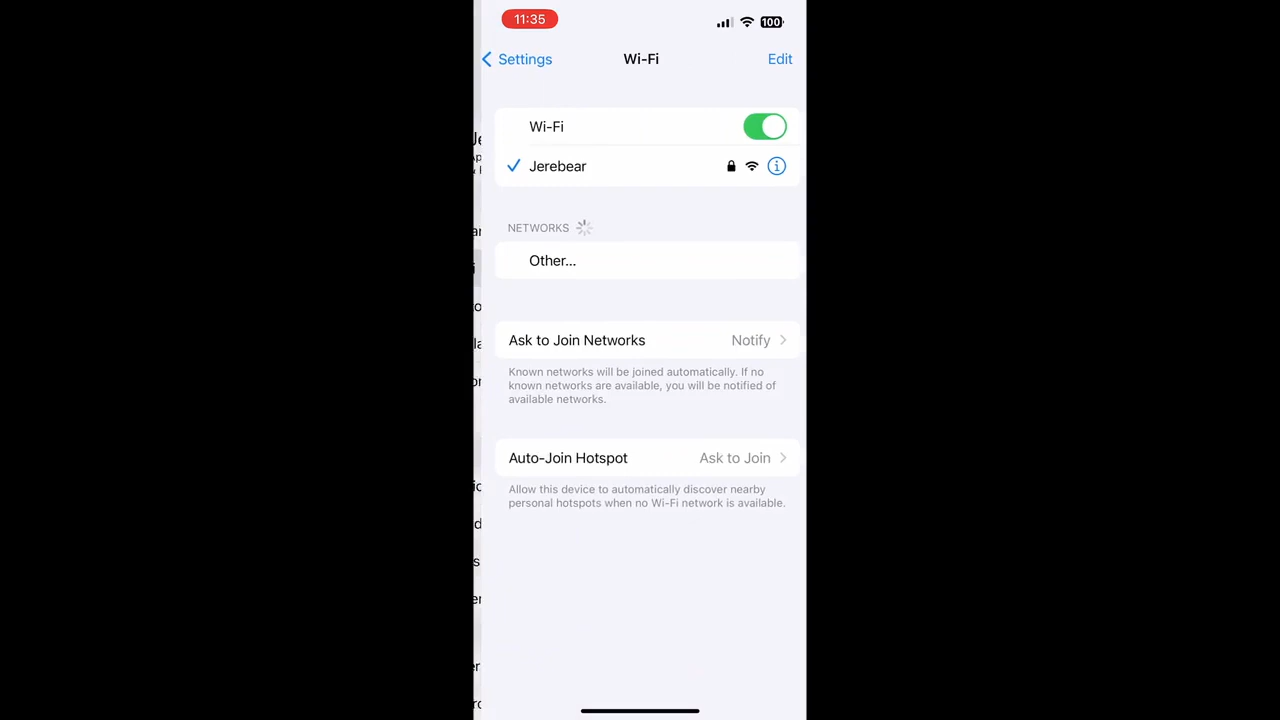 11:35
100
Settings
Wi-Fi
Edit
Wi-Fi
Jerebear
NETWORKS
Other...
Ask to Join Networks
Notify
Known networks will be joined automatically. If no
known networks are available, you will be notified of
available networks.
Auto-Join Hotspot
Ask to Join
Allow this device to automatically discover nearby
personal hotspots when no Wi-Fi network is available.